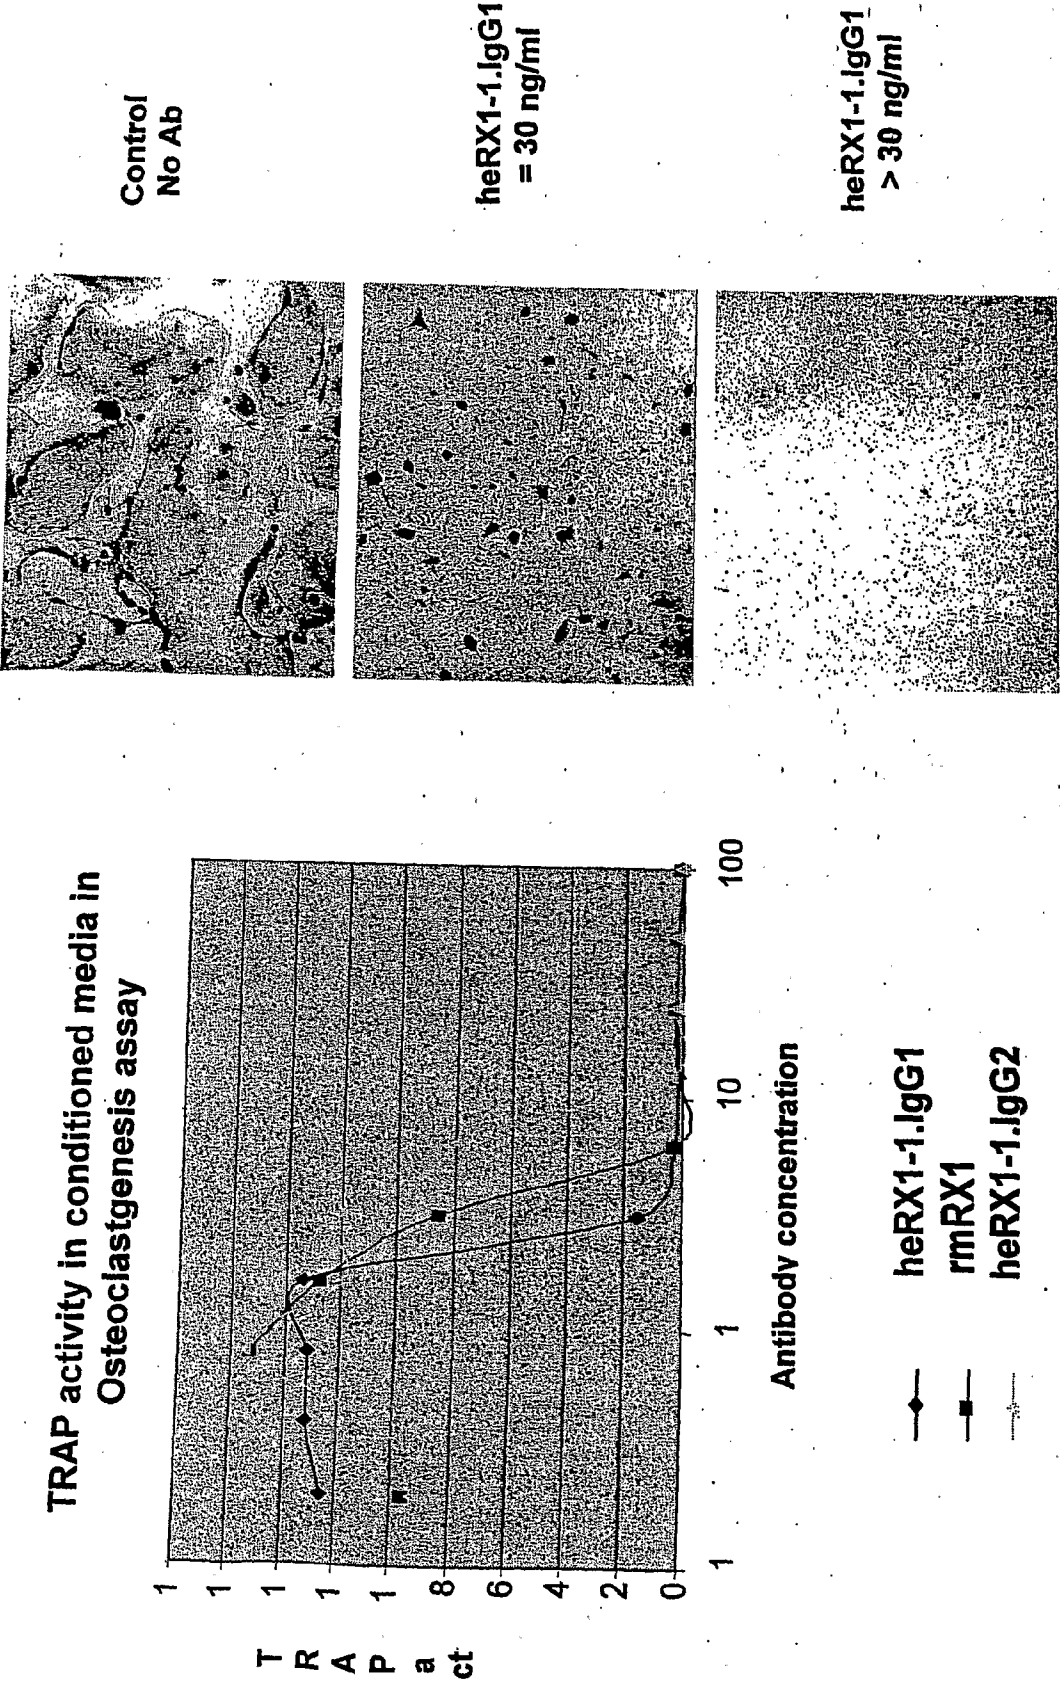 TRAP activity in conditioned media in
Osteoclastgenesis assay
T
R
A
P
a
ct
1
1
1
1
1
8
6
4
2
0
1
1
10
100
Antibody concentration
heRX1-1.IgG1
rmRX1
heRX1-1.IgG2
Control
No Ab
heRX1-1.IgG1
= 30 ng/ml
heRX1-1.IgG1
> 30 ng/ml